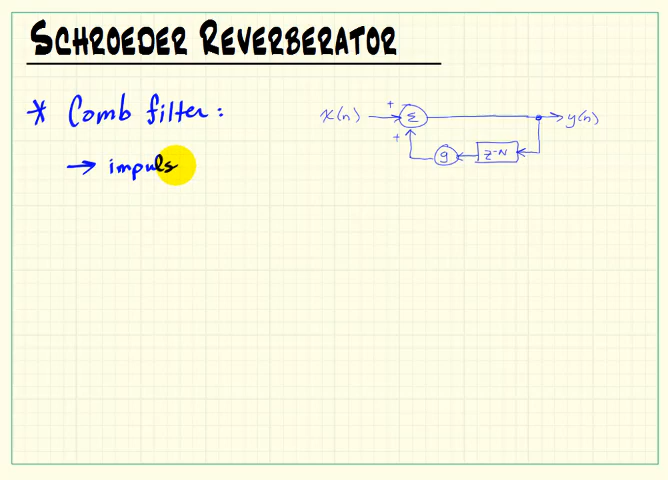 SCHROEDER REVERBERATOR
* Comb filter:
→ impuls
x(n) + Σ y(n)
+ g z-N